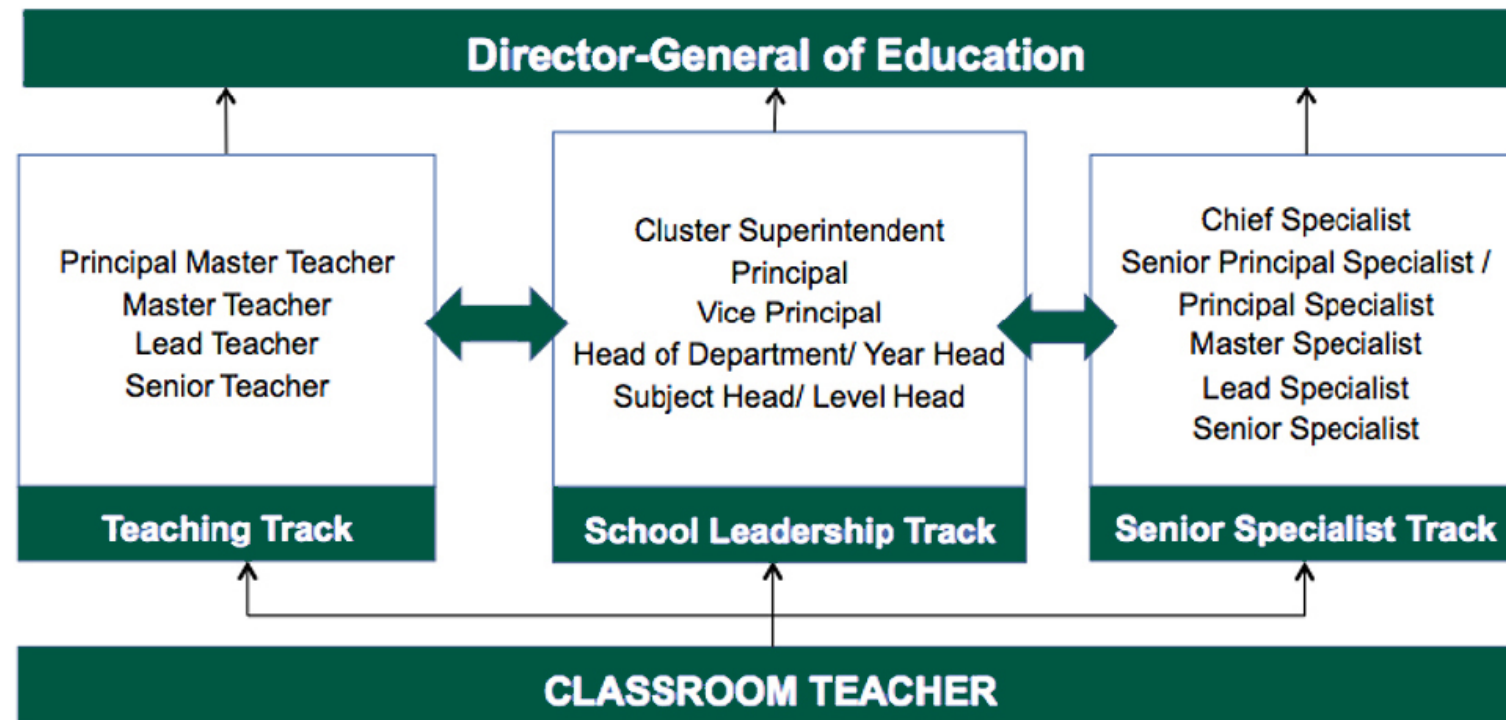 Director-General of Education
Principal Master Teacher
Master Teacher
Lead Teacher
Senior Teacher
Teaching Track
Cluster Superintendent
Principal
Vice Principal
Head of Department/ Year Head
Subject Head/ Level Head
School Leadership Track
Chief Specialist
Senior Principal Specialist /
Principal Specialist
Master Specialist
Lead Specialist
Senior Specialist
Senior Specialist Track
CLASSROOM TEACHER